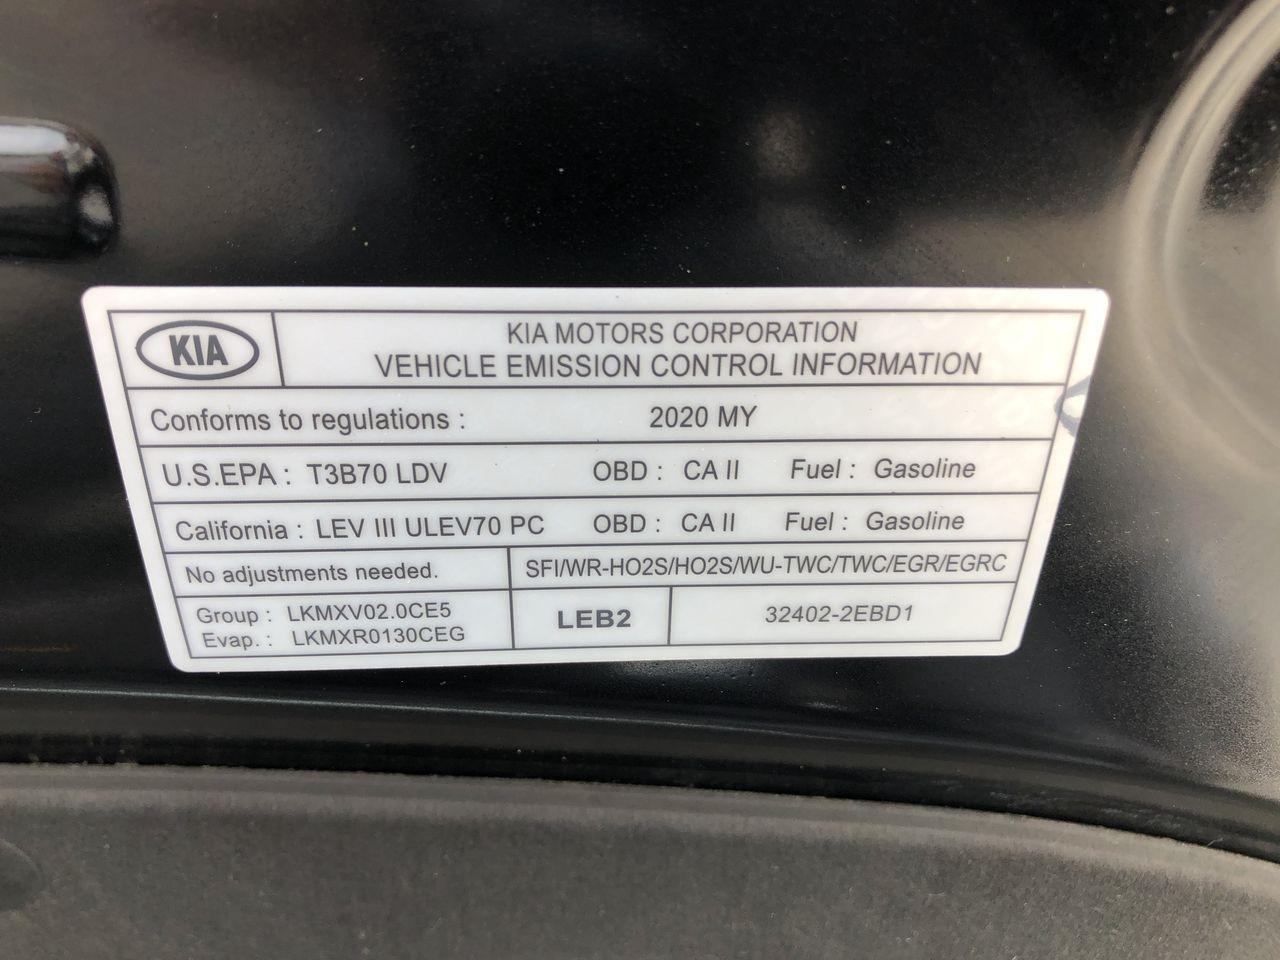 KIA
KIA MOTORS CORPORATION
VEHICLE EMISSION CONTROL INFORMATION
Conforms to regulations : 2020 MY
U.S.EPA : T3B70 LDV OBD : CA II Fuel : Gasoline
California : LEV III ULEV70 PC OBD : CA II Fuel : Gasoline
No adjustments needed. SFI/WR-HO2S/HO2S/WU-TWC/TWC/EGR/EGRC
Group : LKMXV02.0CE5
Evap. : LKMXR0130CEG
LEB2
32402-2EBD1